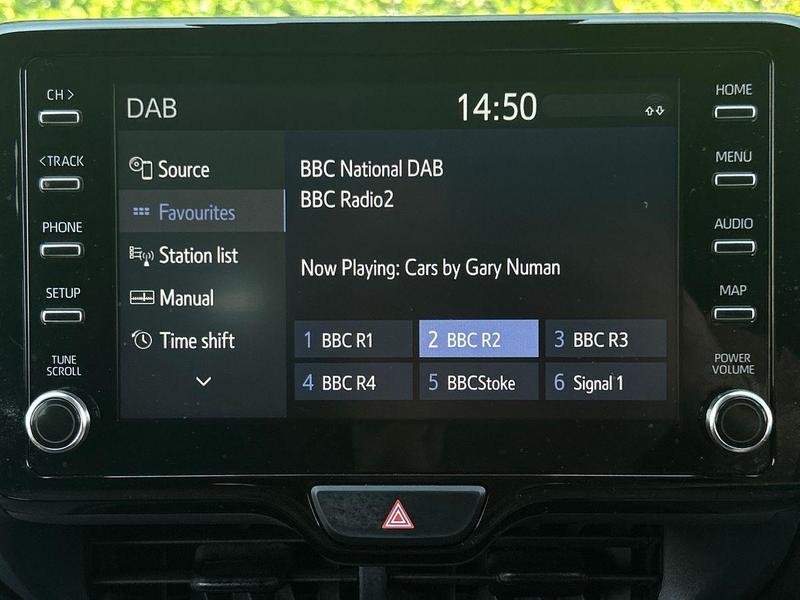 DAB
14:50
CH >
<TRACK
PHONE
SETUP
TUNE
SCROLL
Source
Favourites
Station list
Manual
Time shift
BBC National DAB
BBC Radio2
Now Playing: Cars by Gary Numan
1 BBC R1
2 BBC R2
3 BBC R3
4 BBC R4
5 BBCStoke
6 Signal 1
HOME
MENU
AUDIO
MAP
POWER
VOLUME